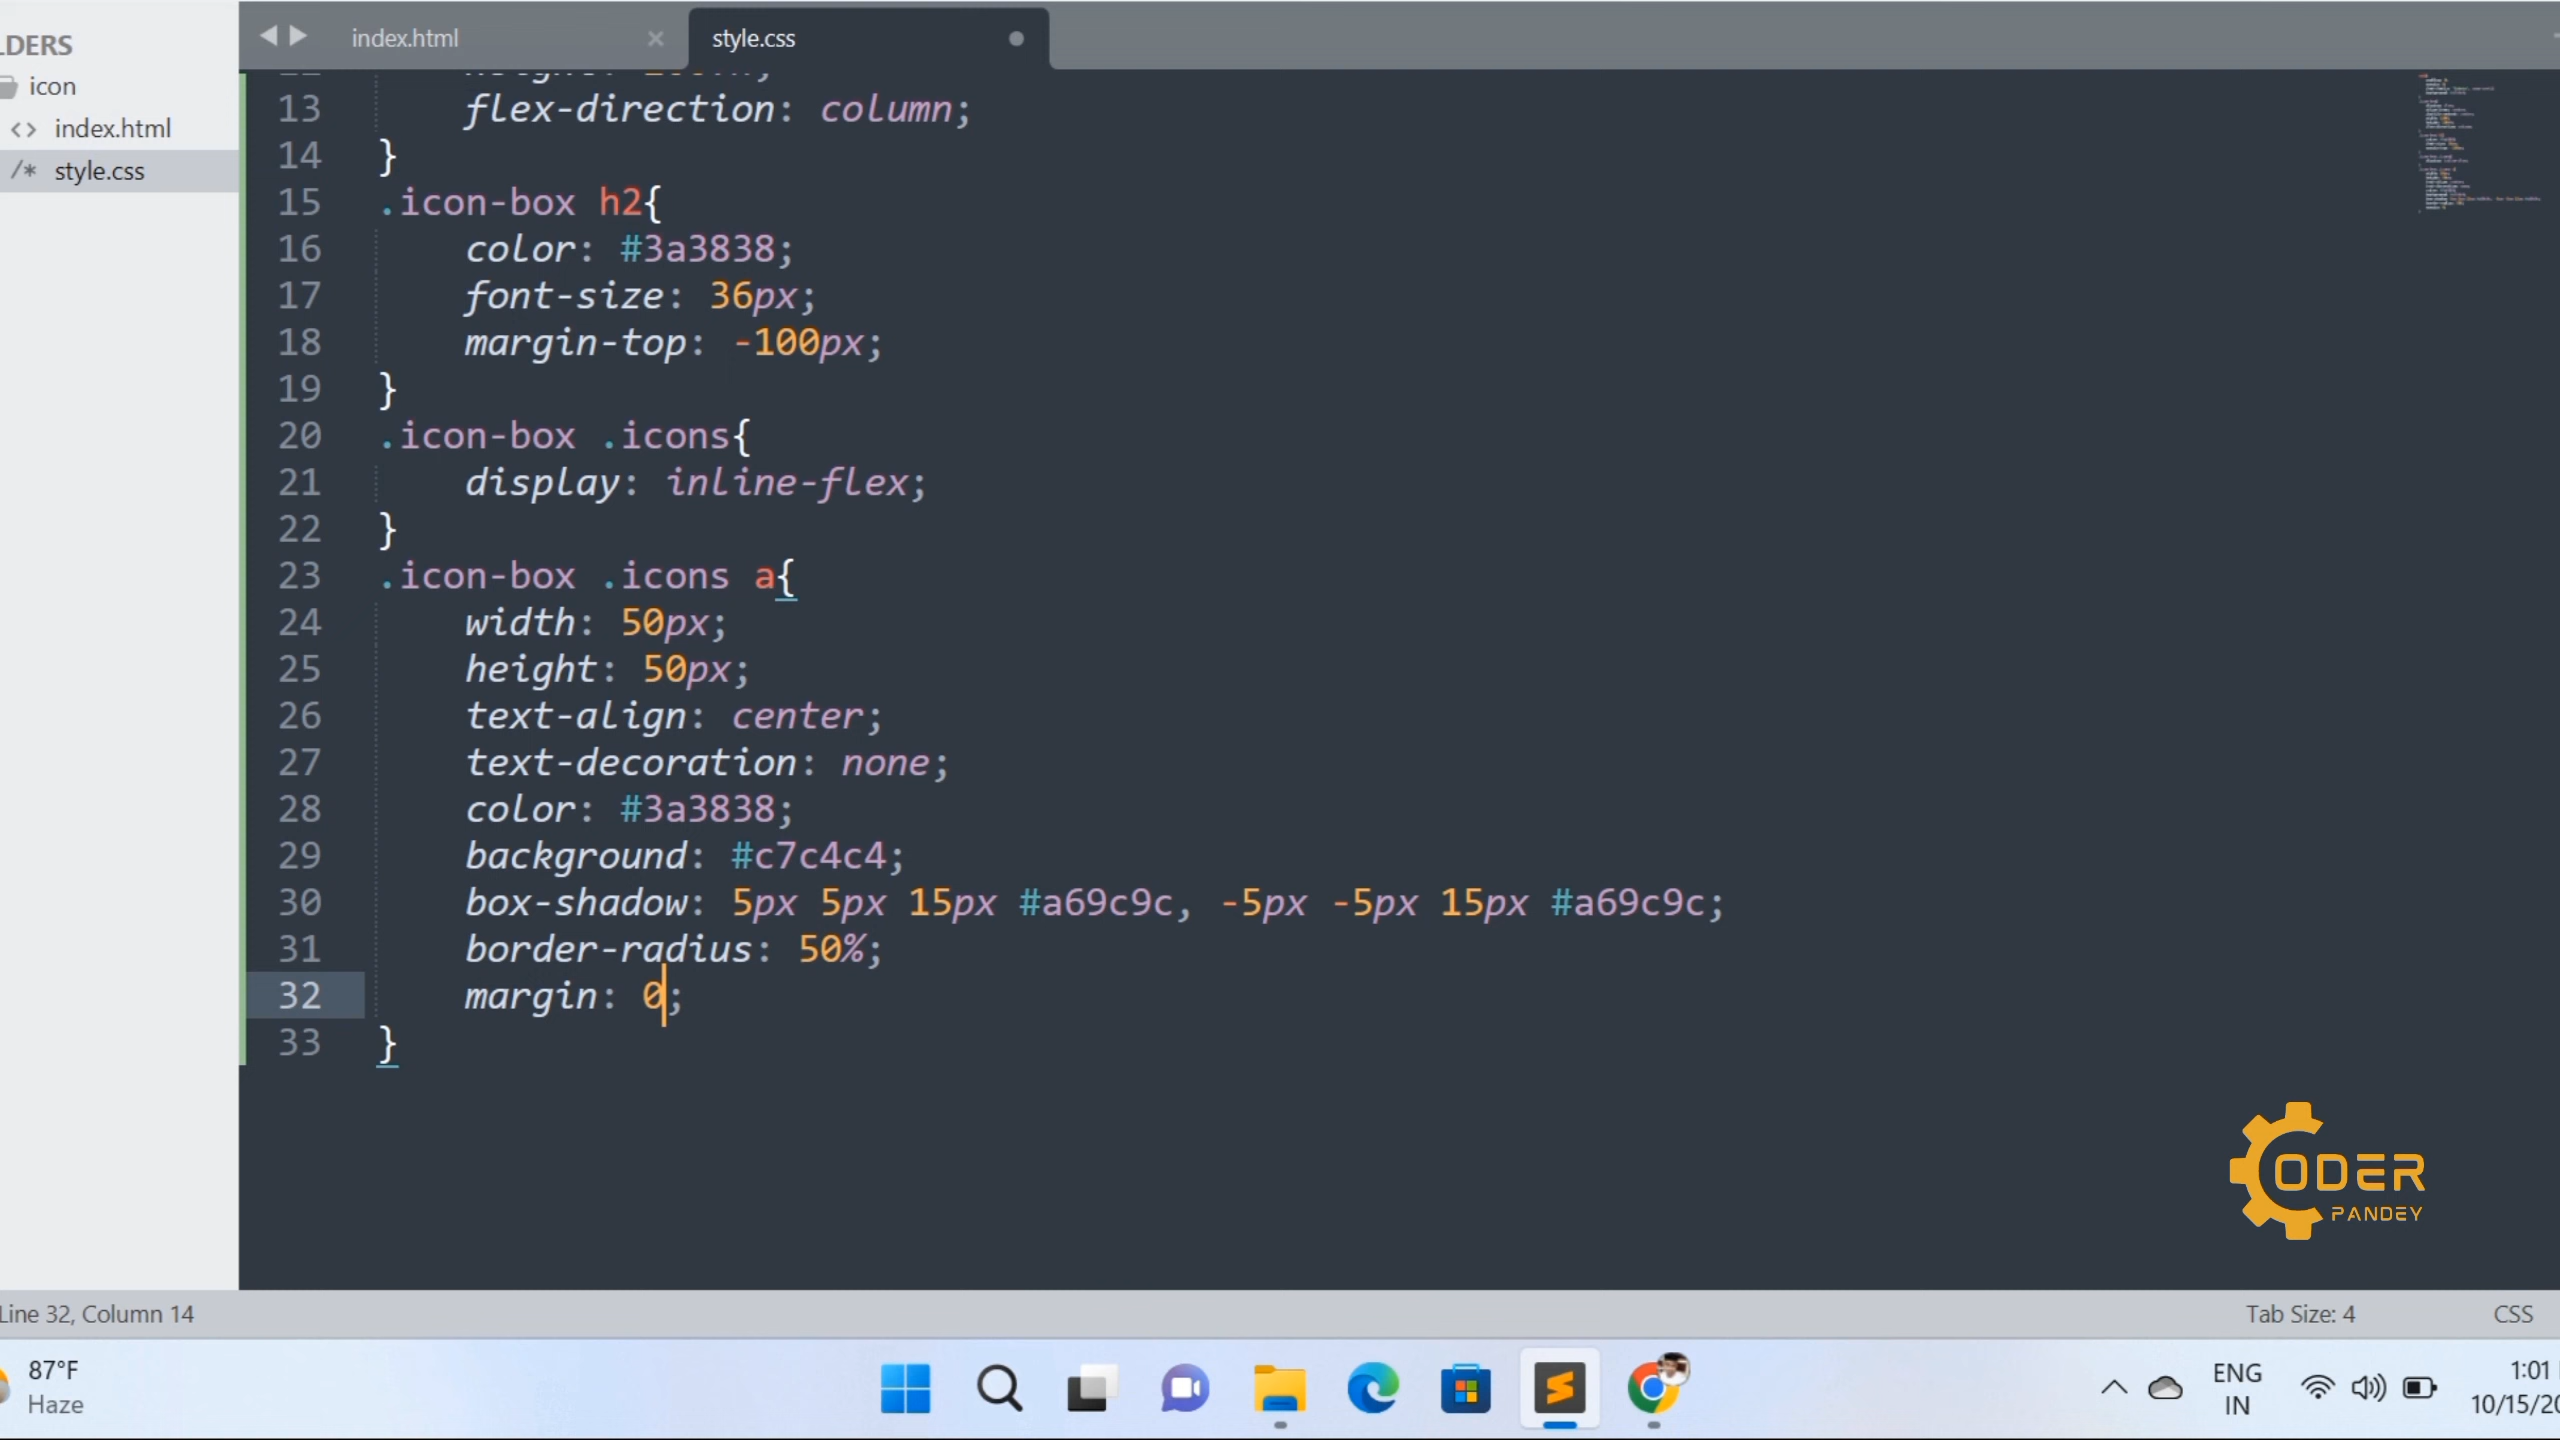 LDERS
icon
index.html
style.css
index.html
style.css
13 flex-direction: column;
14 }
15 .icon-box h2{
16 color: #3a3838;
17 font-size: 36px;
18 margin-top: -100px;
19 }
20 .icon-box .icons{
21 display: inline-flex;
22 }
23 .icon-box .icons a{
24 width: 50px;
25 height: 50px;
26 text-align: center;
27 text-decoration: none;
28 color: #3a3838;
29 background: #c7c4c4;
30 box-shadow: 5px 5px 15px #a69c9c, -5px -5px 15px #a69c9c;
31 border-radius: 50%;
32 margin: 0;
33 }
CODER
PANDEY
Line 32, Column 14
Tab Size: 4
CSS
87°F
Haze
ENG
IN
1:01
10/15/20